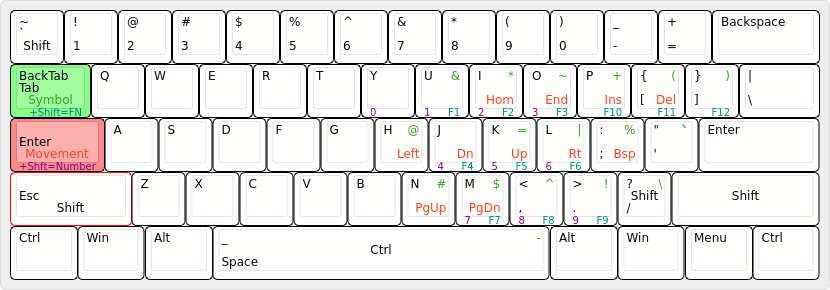 ~ ! @ # $ % ^ & * ( ) _ + Backspace
` Shift 1 2 3 4 5 6 7 8 9 0 - =
BackTab Q W E R T Y U & I * O ~ P + { ( } ) |
Tab
Symbol Hom End Ins [ Del ] \
+Shift=FN 0 1 F1 2 F2 3 F3 F10 F11 F12
A S D F G H @ J K = L | : % " ` Enter
Enter
Movement Left Dn Up Rt ; Bsp '
+Shft=Number 4 F4 5 F5 6 F6
Z X C V B N # M $ < ^ > ! ? \
Esc Shift Shift
Shift PgUp PgDn , . /
7 F7 8 F8 9 F9
Ctrl Win Alt _ - Alt Win Menu Ctrl
Ctrl
Space